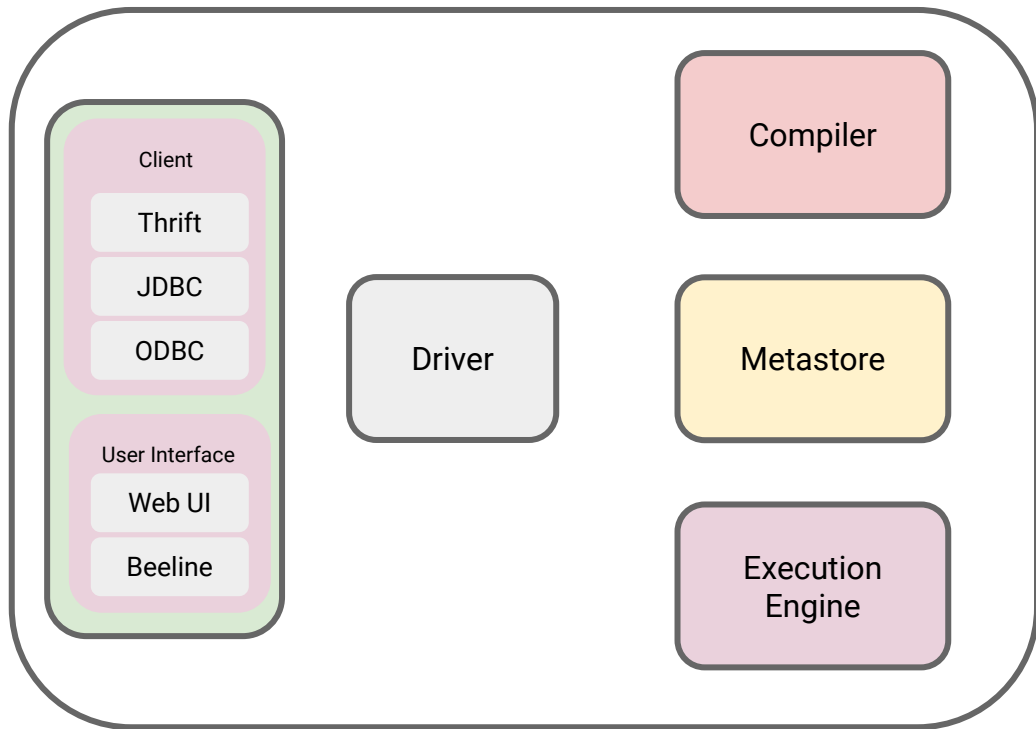 Client
Thrift
JDBC
ODBC
User Interface
Web UI
Beeline
Driver
Compiler
Metastore
Execution
Engine